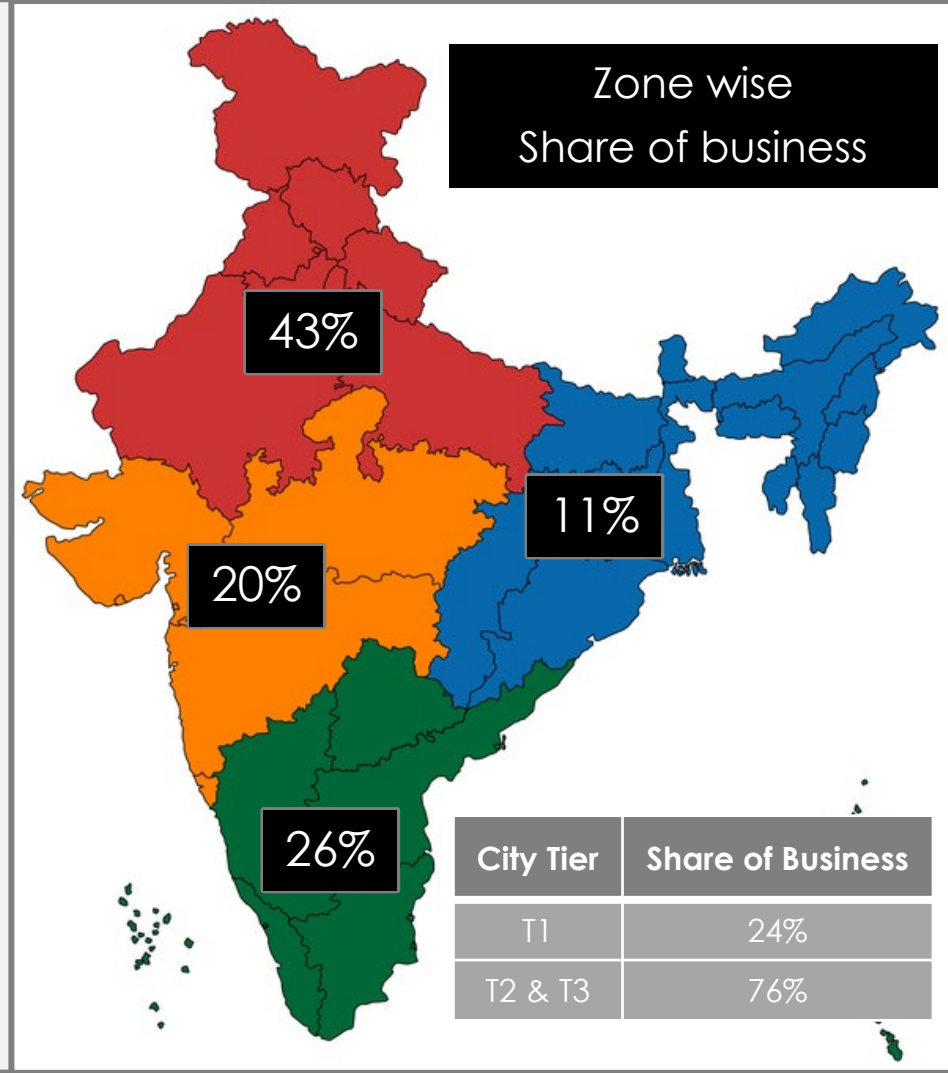 Zone wise
Share of business
43%
11%
20%
26%
City Tier Share of Business
T1 24%
T2 & T3 76%